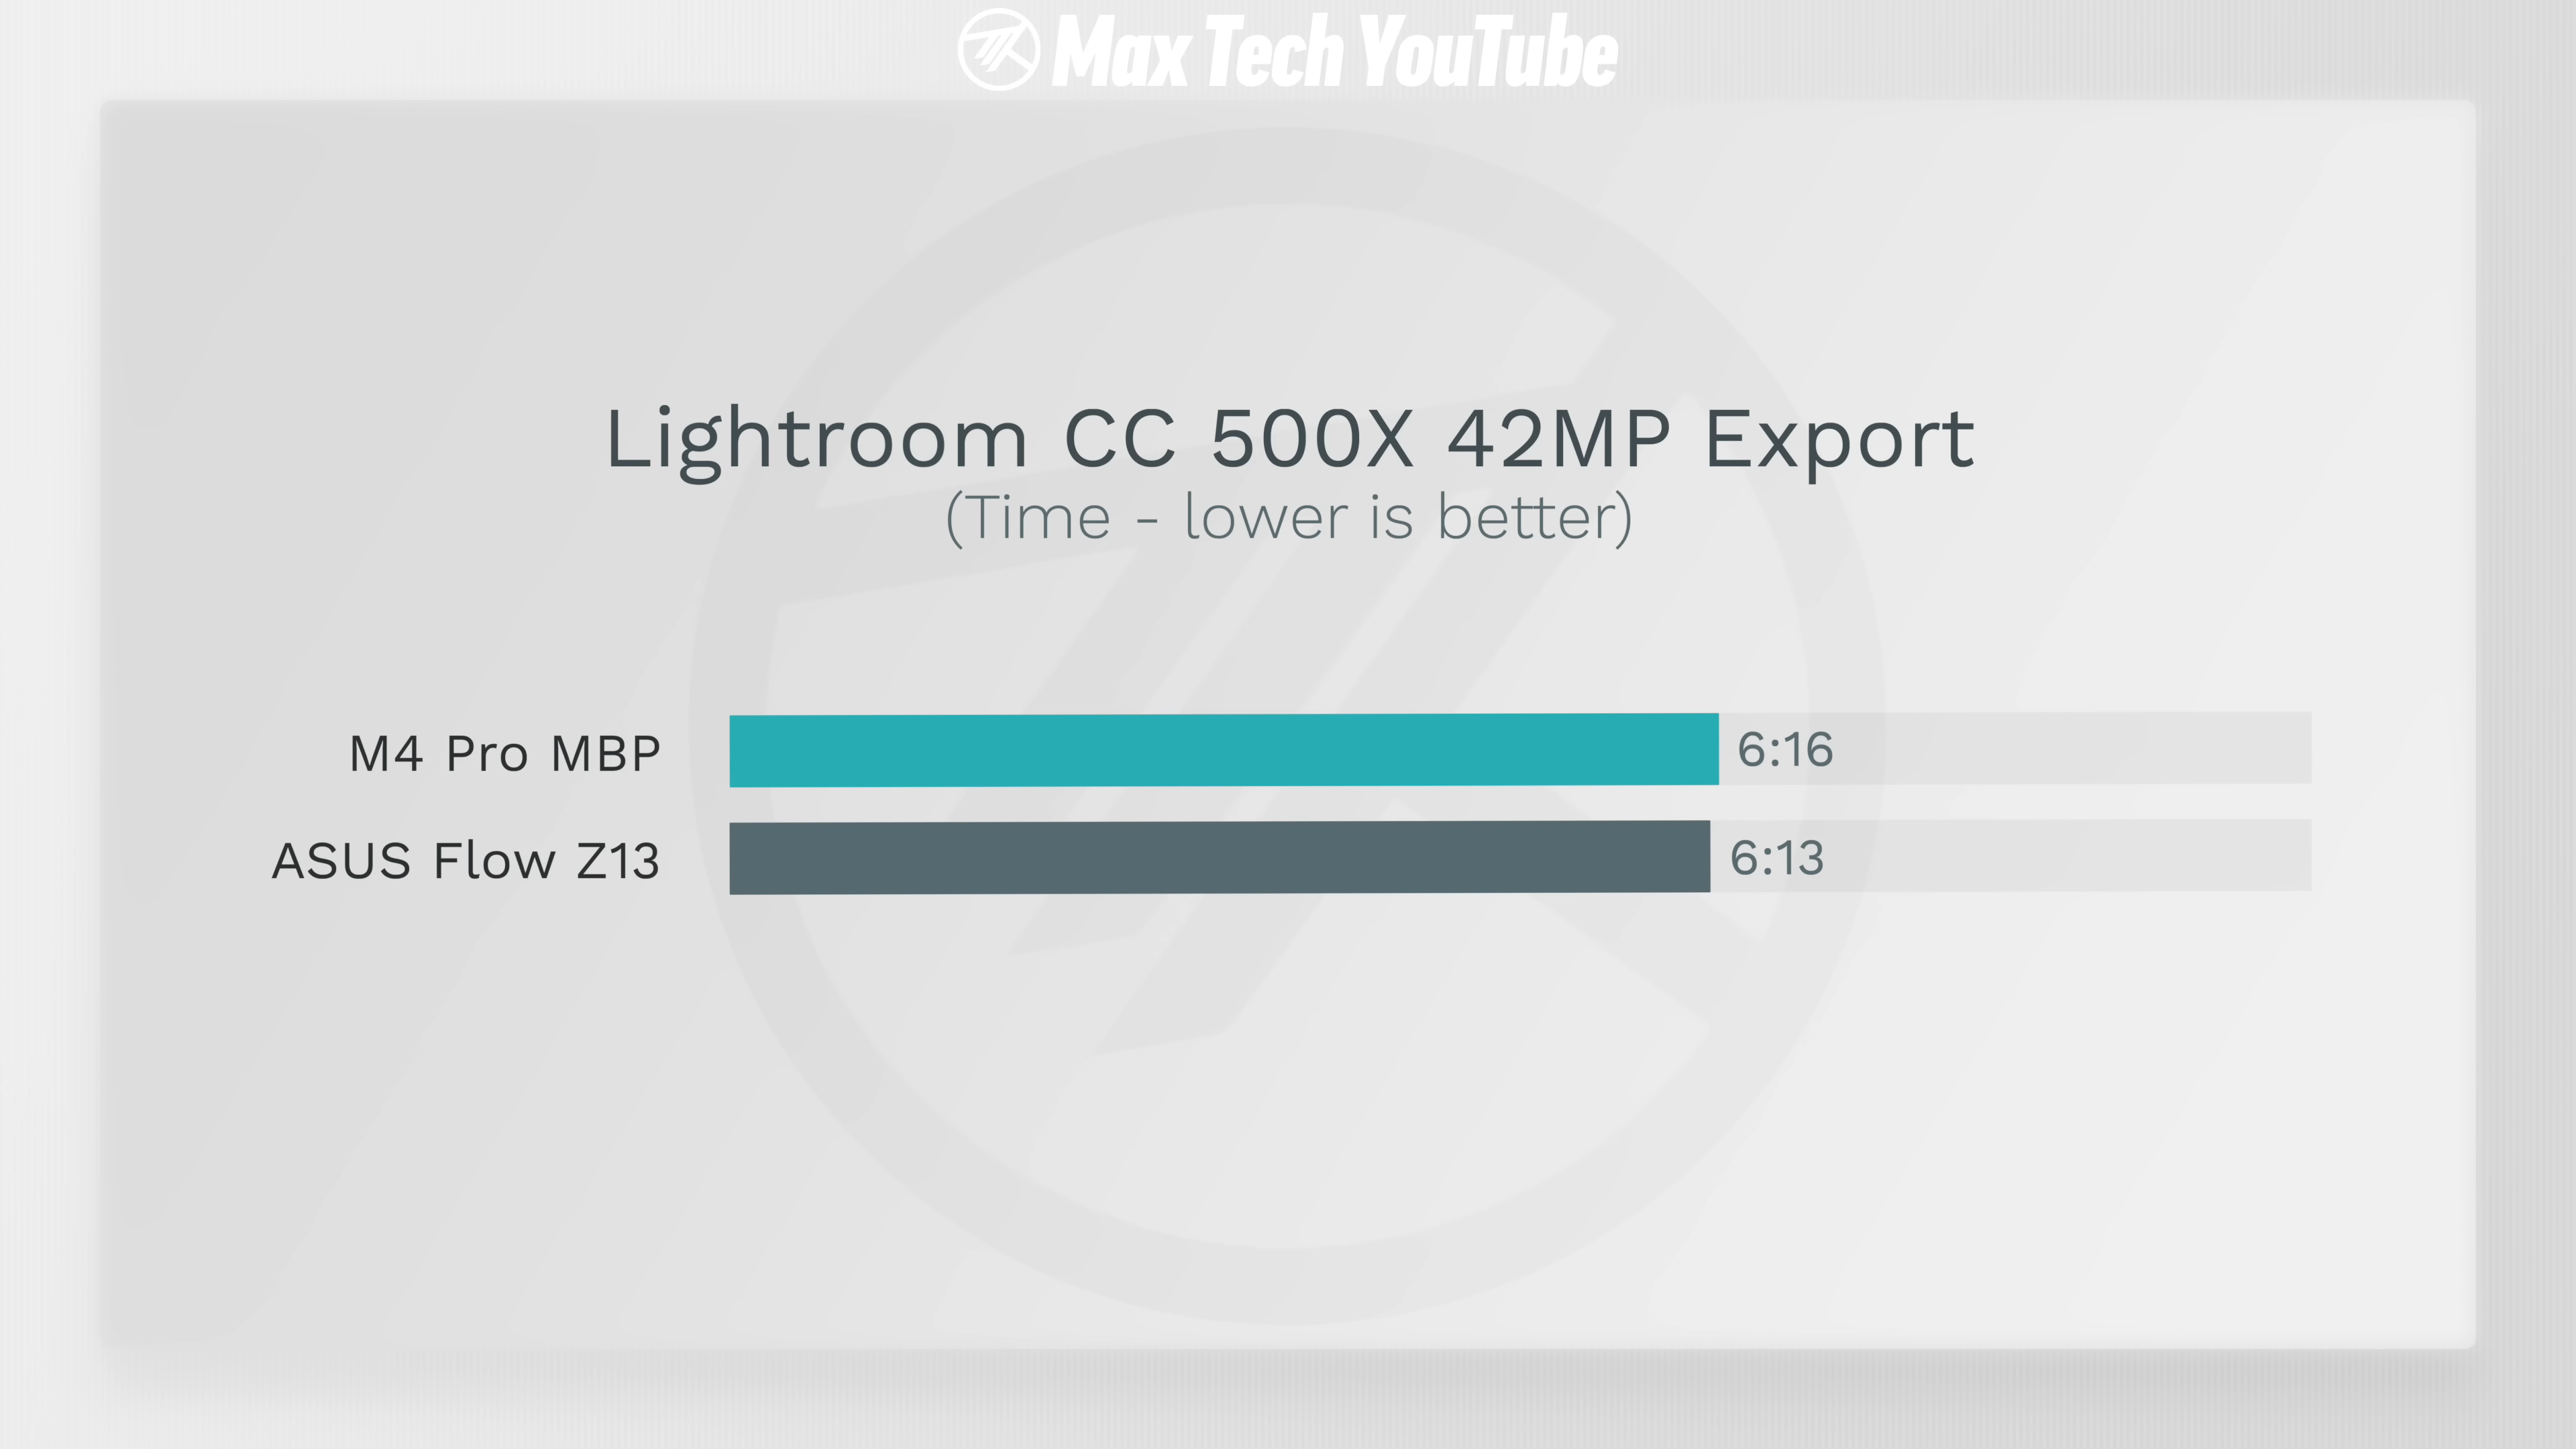 Max Tech YouTube
Lightroom CC 500X 42MP Export
(Time - lower is better)
M4 Pro MBP 6:16
ASUS Flow Z13 6:13